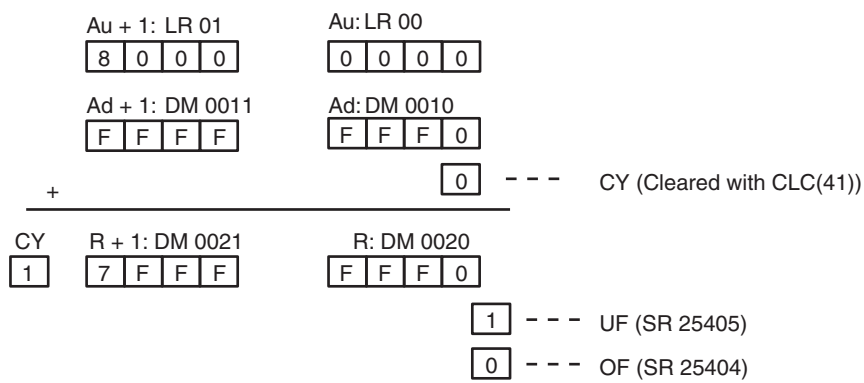 Au + 1: LR 01 Au: LR 00
8 0 0 0 0 0 0 0
Ad + 1: DM 0011 Ad: DM 0010
F F F F F F F 0
0 CY (Cleared with CLC(41))
+
CY R + 1: DM 0021 R: DM 0020
1 7 F F F F F F 0
1 UF (SR 25405)
0 OF (SR 25404)